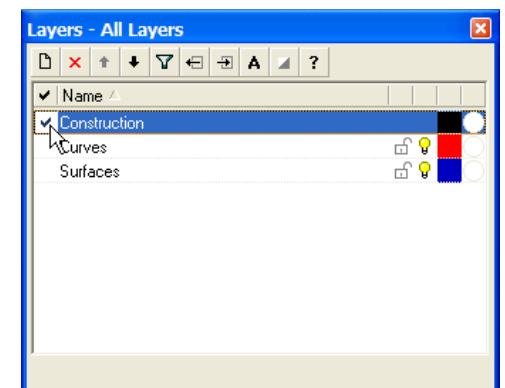 Layers - All Layers
A ?
Name
Construction
Curves
Surfaces